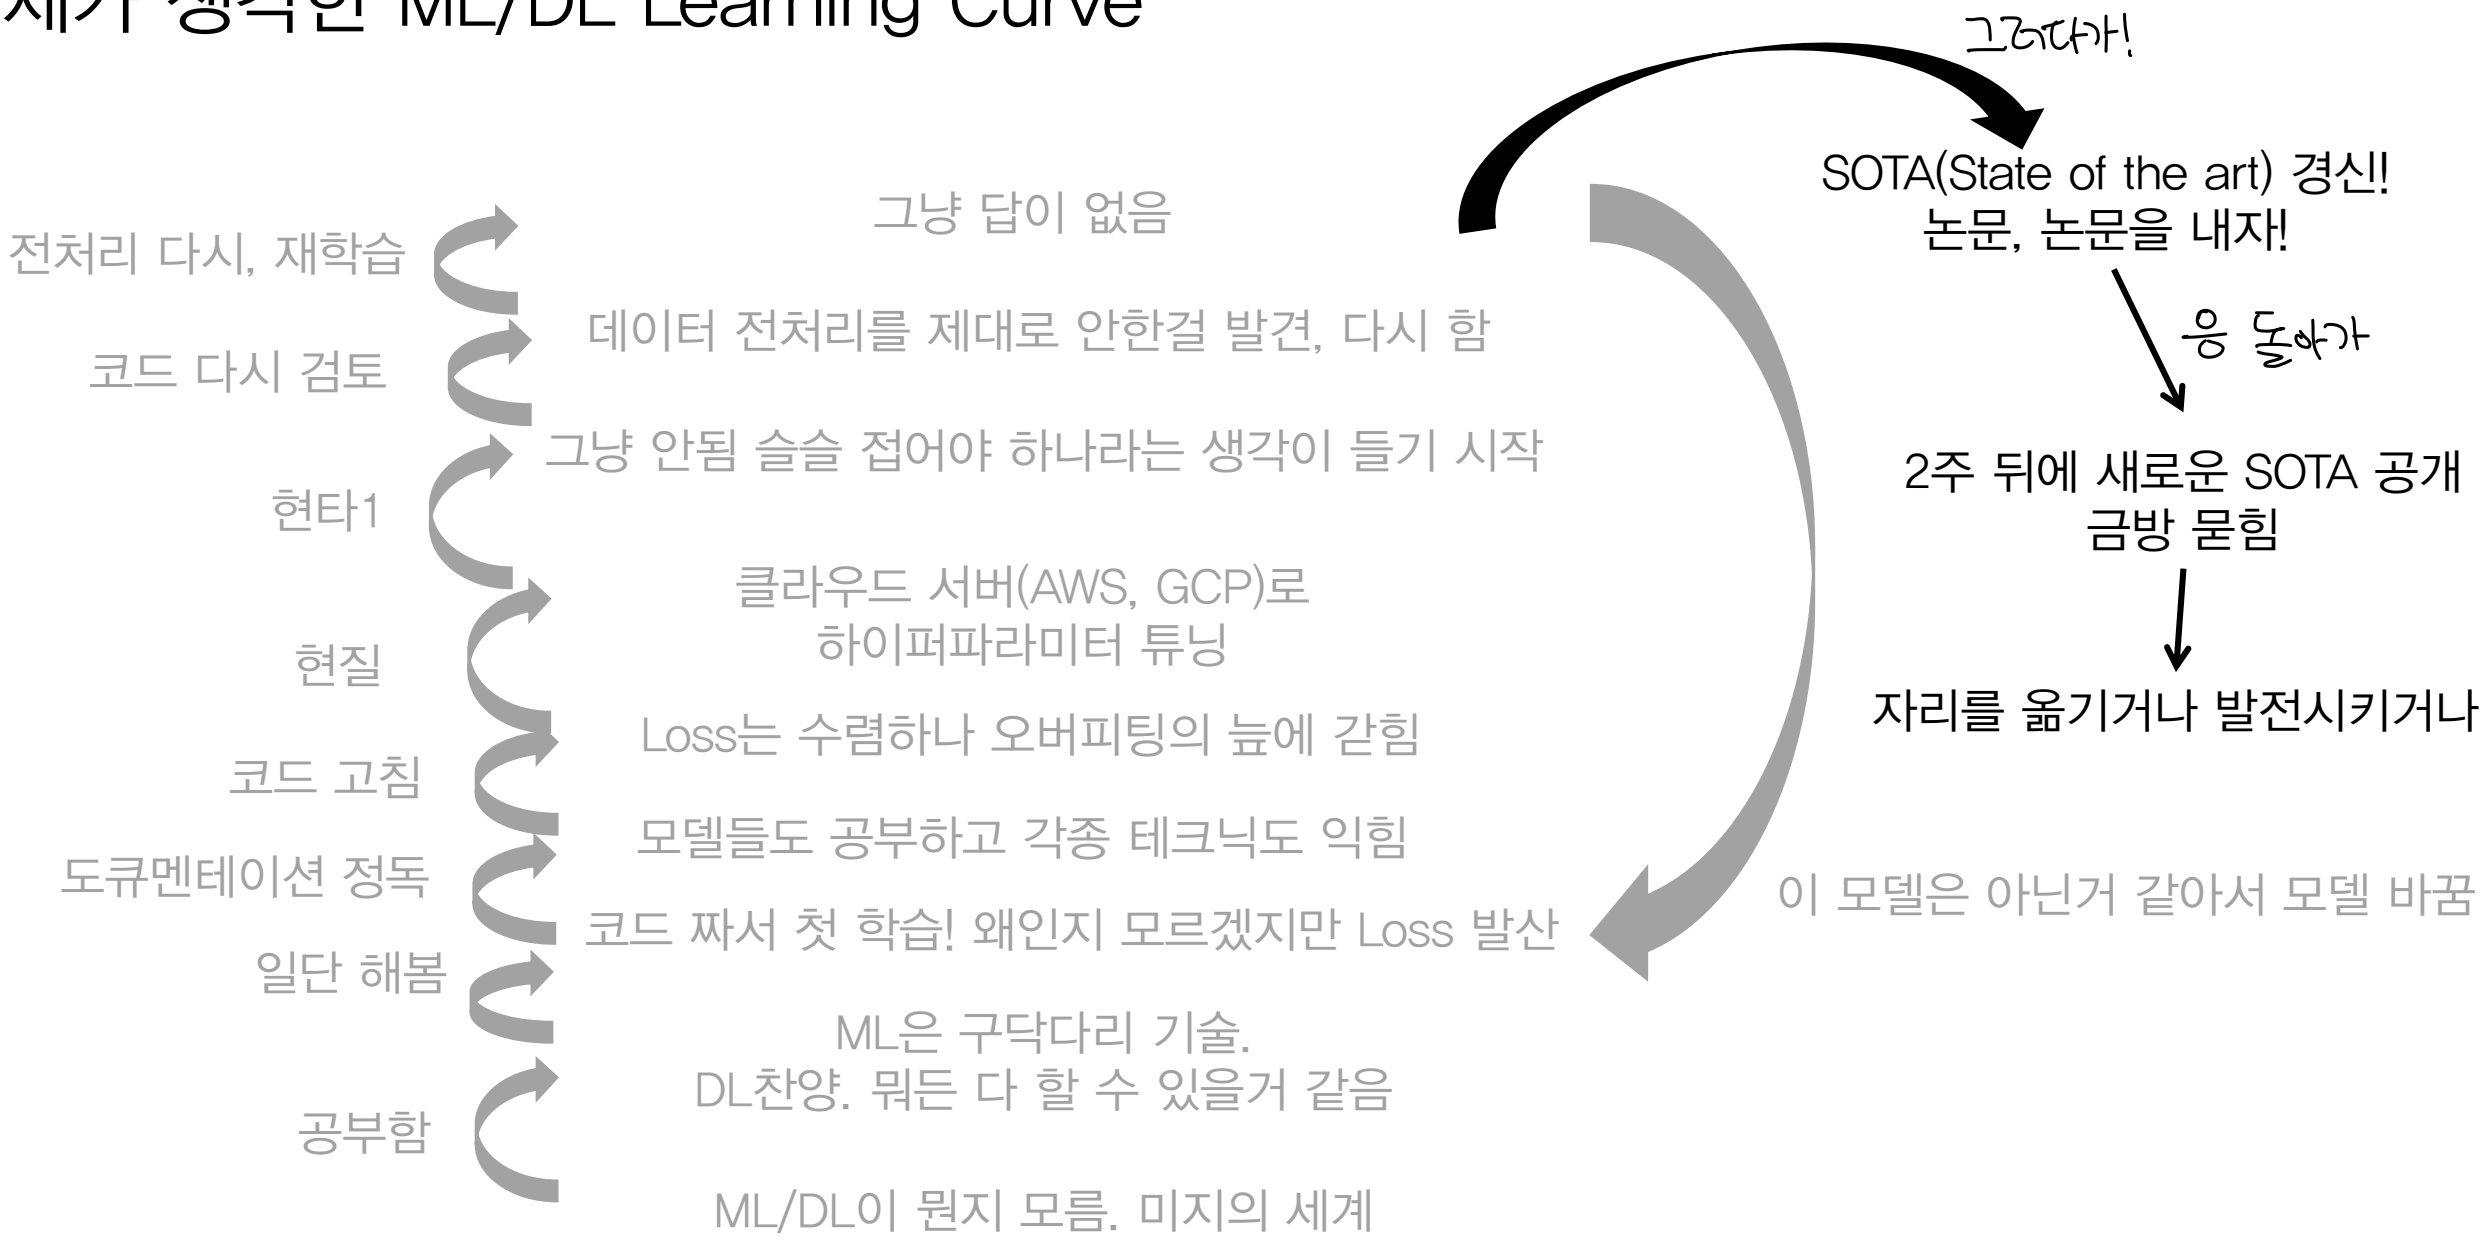 제가 생각한 ML/DL Learning Curve
그러다가!
SOTA(State of the art) 경신!
논문, 논문을 내자!
응 돌아가
2주 뒤에 새로운 SOTA 공개
금방 묻힘
자리를 옮기거나 발전시키거나
그냥 답이 없음
전처리 다시, 재학습
데이터 전처리를 제대로 안한걸 발견, 다시 함
코드 다시 검토
그냥 안됨 슬슬 접어야 하나라는 생각이 들기 시작
현타1
클라우드 서버(AWS, GCP)로
하이퍼파라미터 튜닝
현질
Loss는 수렴하나 오버피팅의 늪에 갇힘
코드 고침
모델들도 공부하고 각종 테크닉도 익힘
도큐멘테이션 정독
코드 짜서 첫 학습! 왜인지 모르겠지만 Loss 발산
이 모델은 아닌거 같아서 모델 바꿈
일단 해봄
ML은 구닥다리 기술.
DL찬양. 뭐든 다 할 수 있을거 같음
공부함
ML/DL이 뭔지 모름. 미지의 세계